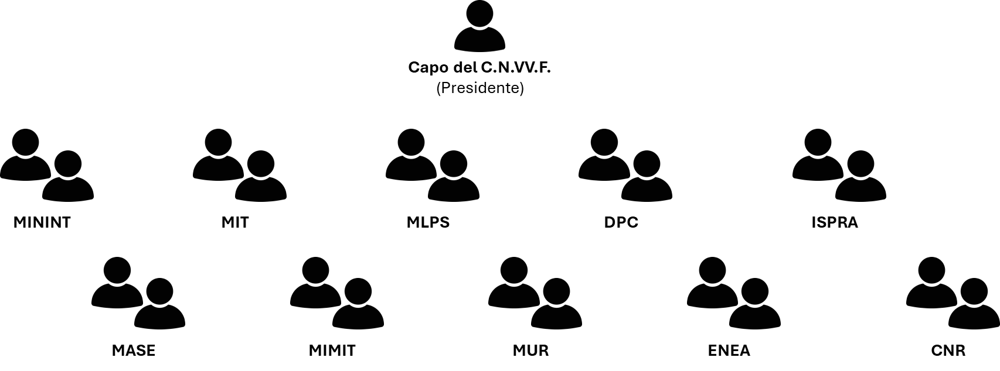 Capo del C.N.VV.F.
(Presidente)
MININT
MIT
MLPS
DPC
ISPRA
MASE
MIMIT
MUR
ENEA
CNR